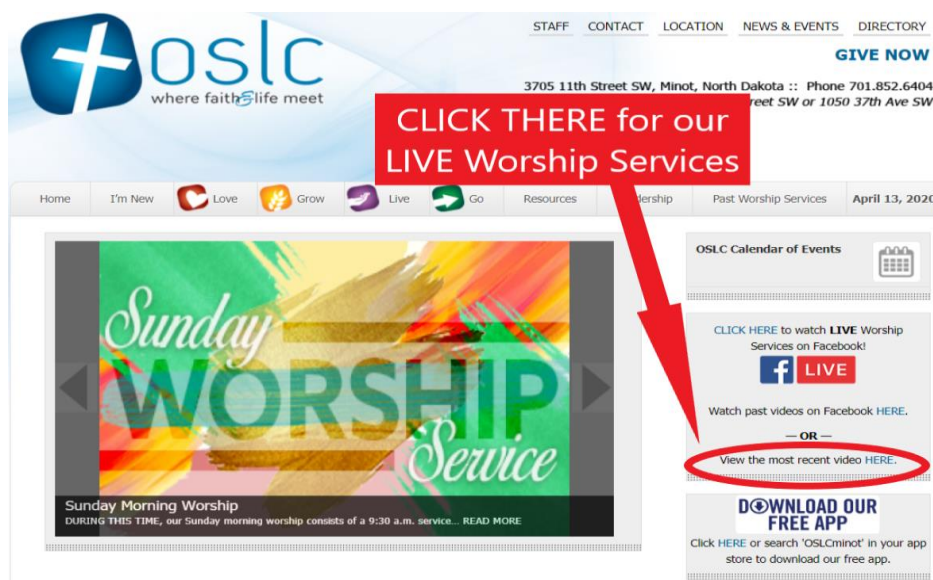 STAFF CONTACT LOCATION NEWS & EVENTS DIRECTORY
oslc
where faith & life meet
GIVE NOW
3705 11th Street SW, Minot, North Dakota :: Phone 701.852.6404
reet SW or 1050 37th Ave SW
CLICK THERE for our
LIVE Worship Services
Home I'm New Love Grow Live Go Resources dership Past Worship Services April 13, 2020
Sunday
WORSHIP
Service
Sunday Morning Worship
DURING THIS TIME, our Sunday morning worship consists of a 9:30 a.m. service... READ MORE
OSLC Calendar of Events
CLICK HERE to watch LIVE Worship
Services on Facebook!
f LIVE
Watch past videos on Facebook HERE.
— OR —
View the most recent video HERE.
DOWNLOAD OUR
FREE APP
Click HERE or search 'OSLCminot' in your app
store to download our free app.